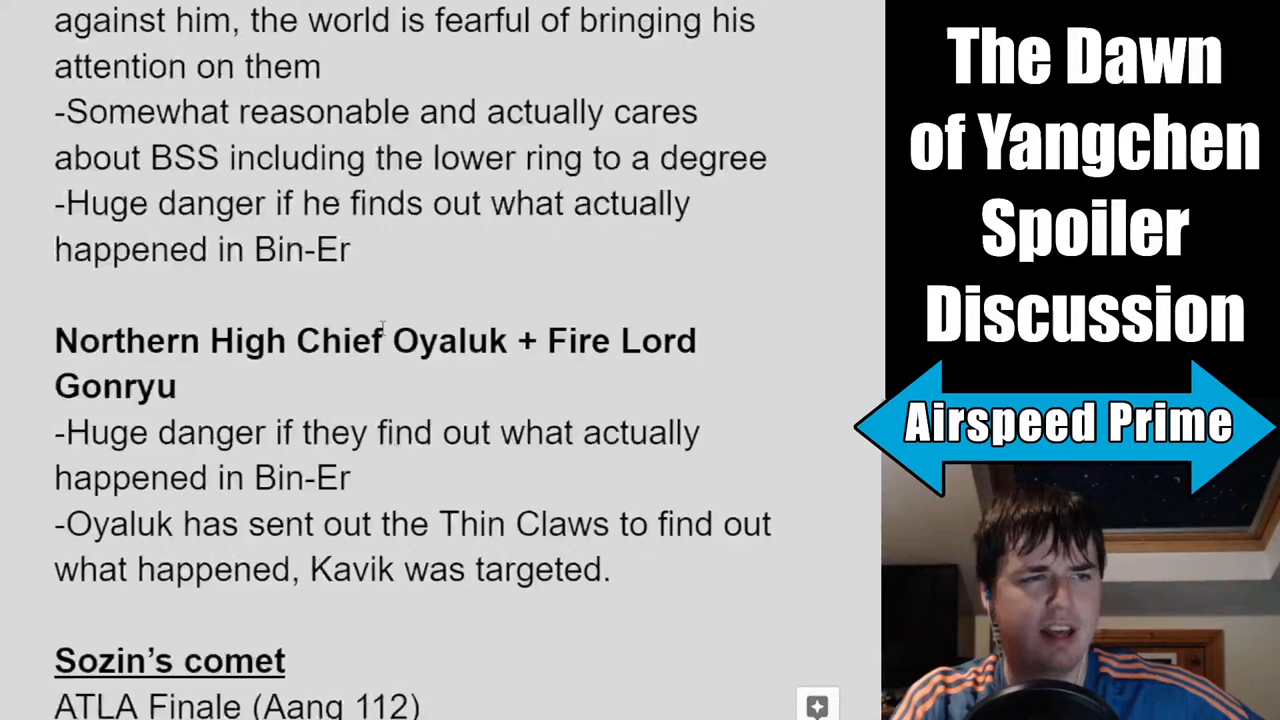 against him, the world is fearful of bringing his
attention on them
-Somewhat reasonable and actually cares
about BSS including the lower ring to a degree
-Huge danger if he finds out what actually
happened in Bin-Er
Northern High Chief Oyaluk + Fire Lord
Gonryu
-Huge danger if they find out what actually
happened in Bin-Er
-Oyaluk has sent out the Thin Claws to find out
what happened, Kavik was targeted.
Sozin's comet
ATLA Finale (Aang 112)
The Dawn
of Yangchen
Spoiler
Discussion
Airspeed Prime